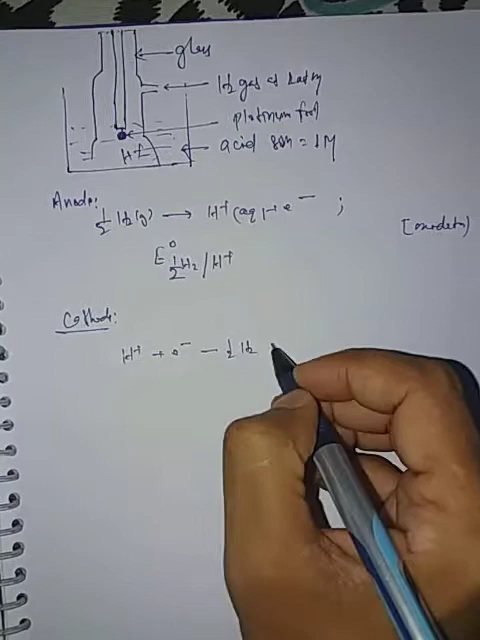 glass
H₂ gas at 1 atm
platinum foil
acid soln = 1M
H⁺
Anode:
½ H₂(g) → H⁺(aq) + e⁻ ;
E° ½H₂/H⁺
Cathode:
H⁺ + e⁻ — ½ H₂